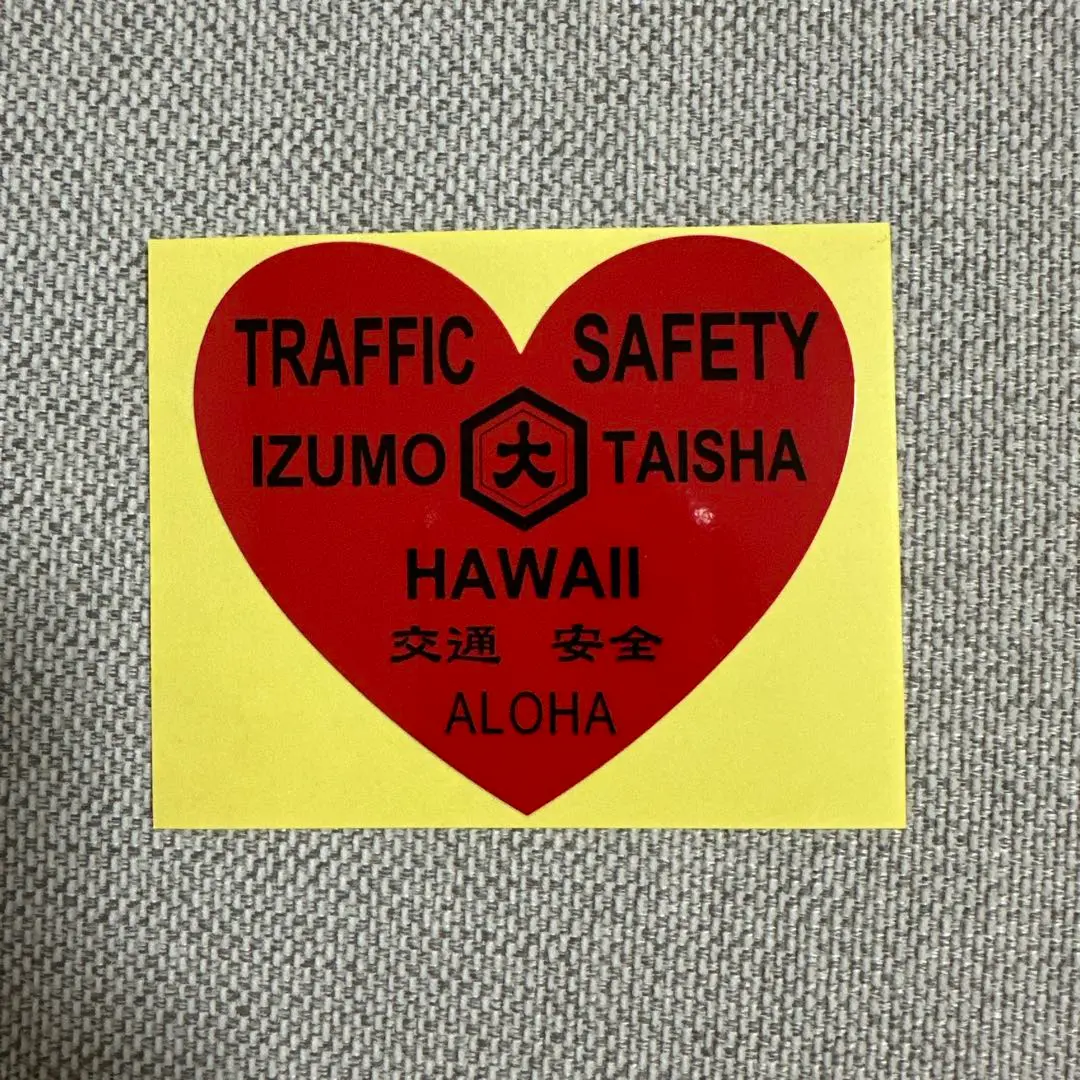 TRAFFIC SAFETY
IZUMO 大 TAISHA
HAWAII
交通 安全
ALOHA